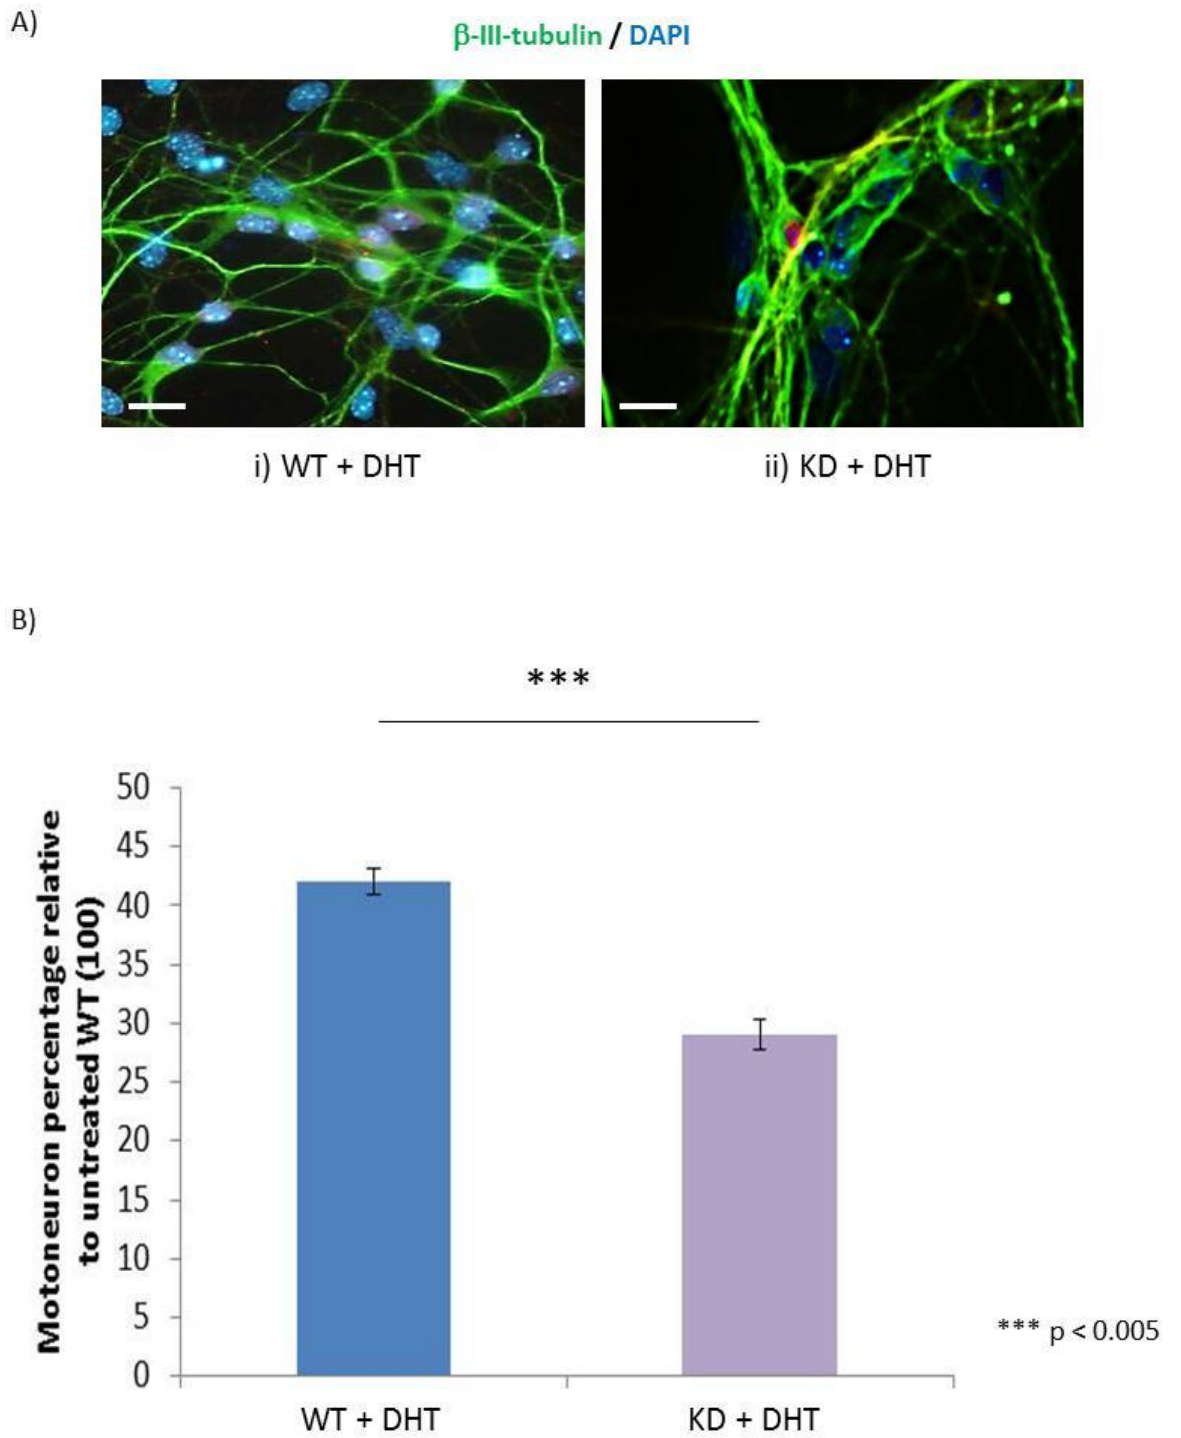 A)
β-III-tubulin / DAPI
i) WT + DHT
ii) KD + DHT
B)
***
Motoneuron percentage relative
to untreated WT (100)
50
45
40
35
30
25
20
15
10
5
0
WT + DHT
KD + DHT
*** p < 0.005